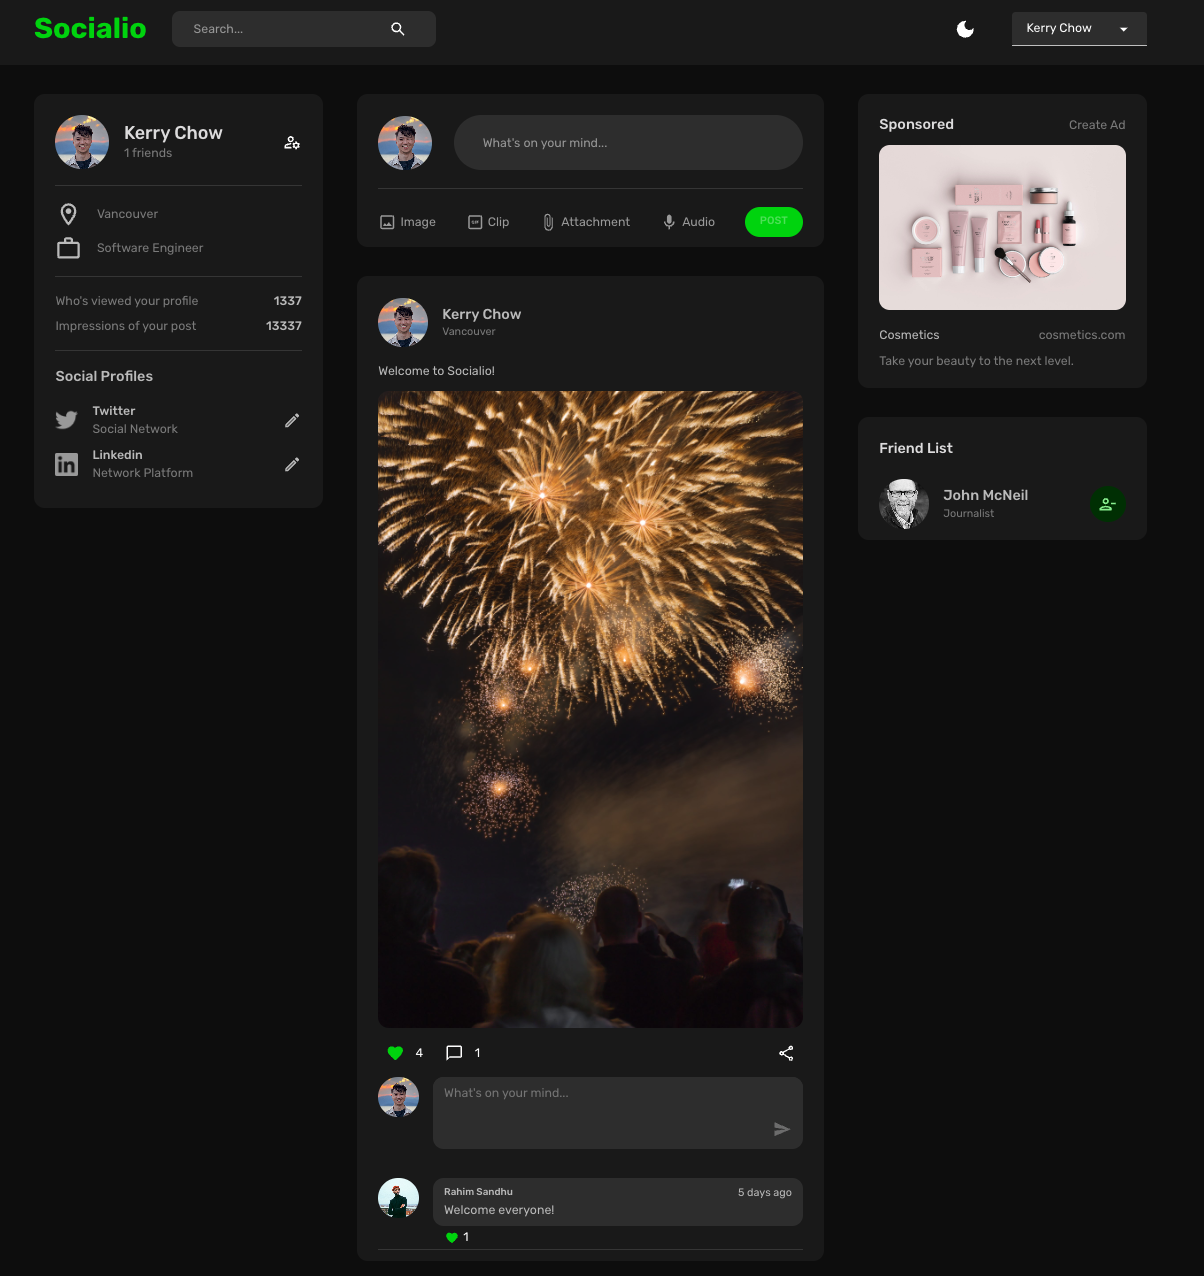 Socialio
Search...
Kerry Chow
Kerry Chow
1 friends
Vancouver
Software Engineer
Who's viewed your profile 1337
Impressions of your post 13337
Social Profiles
Twitter
Social Network
Linkedin
Network Platform
What's on your mind...
Image Clip Attachment Audio POST
Kerry Chow
Vancouver
Welcome to Socialio!
4 1
What's on your mind...
Rahim Sandhu 5 days ago
Welcome everyone!
1
Sponsored Create Ad
Cosmetics cosmetics.com
Take your beauty to the next level.
Friend List
John McNeil
Journalist